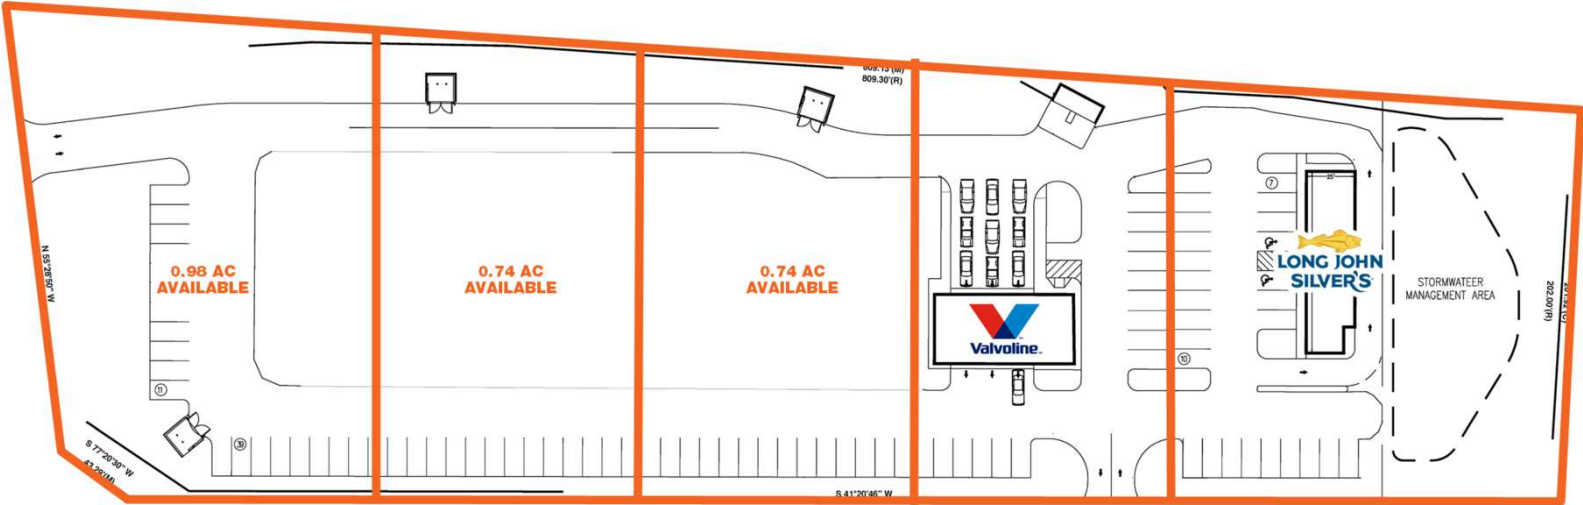 809.30'(R)
N 55°28'50" W
0.98 AC
AVAILABLE
0.74 AC
AVAILABLE
0.74 AC
AVAILABLE
Valvoline
7
25'
LONG JOHN
SILVER'S
STORMWATEER
MANAGEMENT AREA
202.00'(R)
10
11
39
S 77°20'30" W
S 41°20'46" W